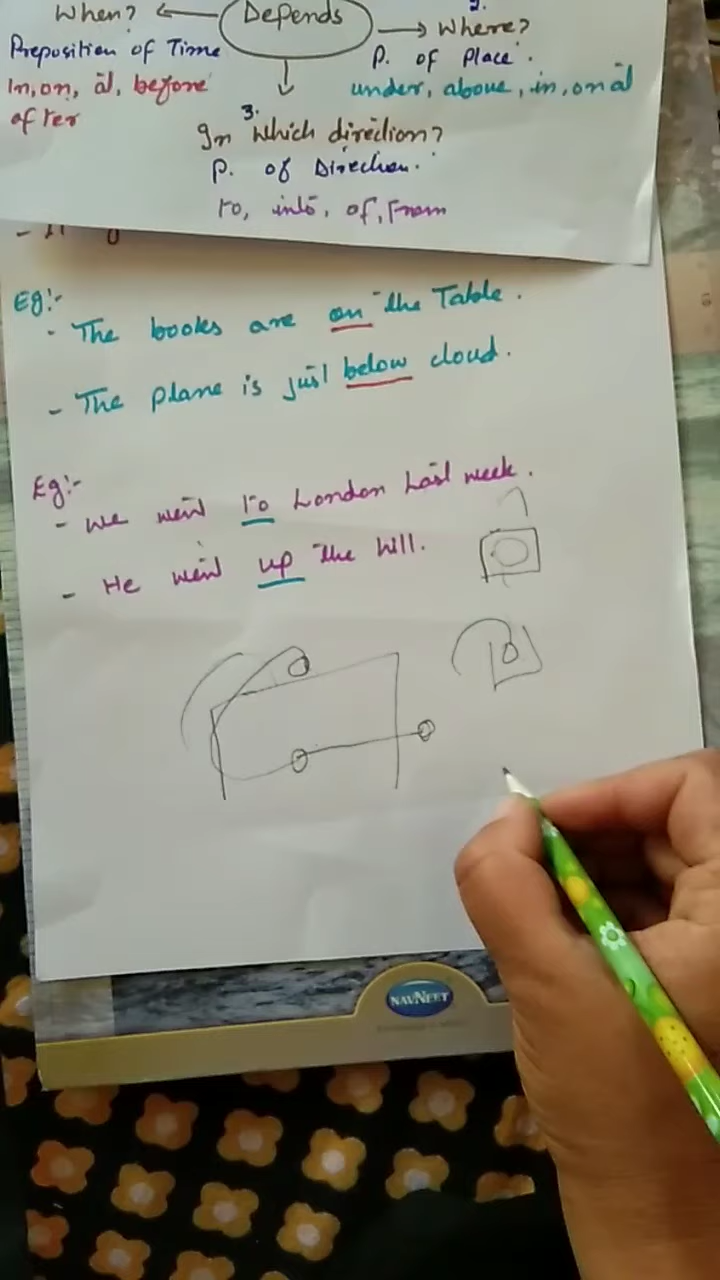 When?
Depends
2.
Where?
Preposition of Time
P. of Place.
In, on, at, before
after
under, above, in, on at
3.
In which direction?
P. of Direction.
to, into, of, From
Eg:-
- The books are on the Table.
- The plane is just below cloud.
Eg:-
- We went to London Last week.
- He went up the hill.
NAVNEET